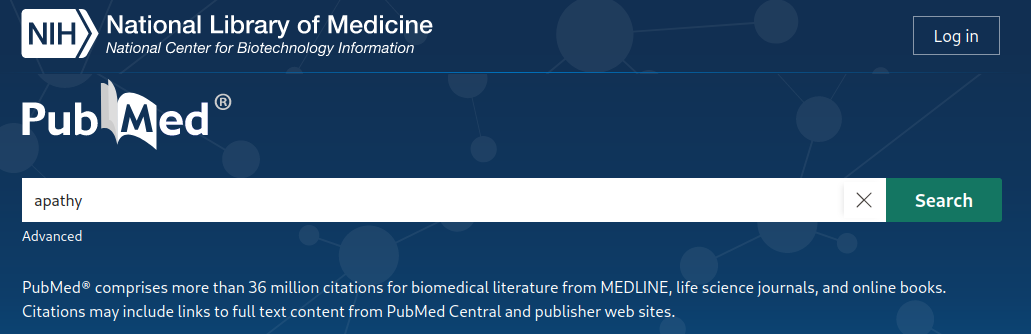 NIH National Library of Medicine
National Center for Biotechnology Information
Log in
PubMed®
apathy
Search
Advanced
PubMed® comprises more than 36 million citations for biomedical literature from MEDLINE, life science journals, and online books.
Citations may include links to full text content from PubMed Central and publisher web sites.